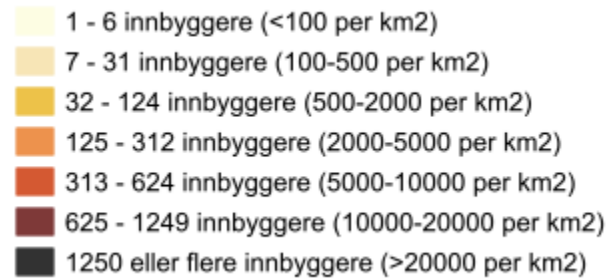 1 - 6 innbyggere (<100 per km2)
7 - 31 innbyggere (100-500 per km2)
32 - 124 innbyggere (500-2000 per km2)
125 - 312 innbyggere (2000-5000 per km2)
313 - 624 innbyggere (5000-10000 per km2)
625 - 1249 innbyggere (10000-20000 per km2)
1250 eller flere innbyggere (>20000 per km2)